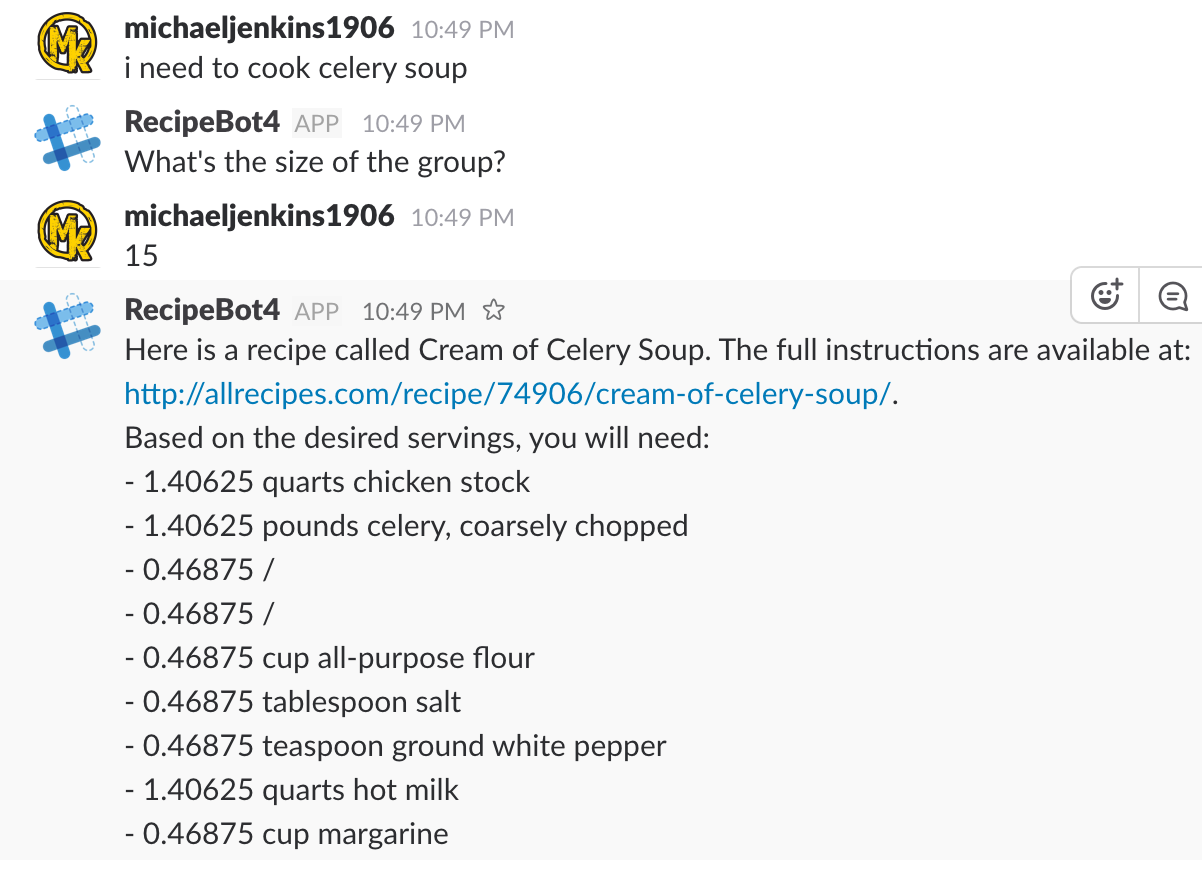 michaeljenkins1906 10:49 PM
i need to cook celery soup
RecipeBot4 APP 10:49 PM
What's the size of the group?
michaeljenkins1906 10:49 PM
15
RecipeBot4 APP 10:49 PM
Here is a recipe called Cream of Celery Soup. The full instructions are available at:
http://allrecipes.com/recipe/74906/cream-of-celery-soup/.
Based on the desired servings, you will need:
- 1.40625 quarts chicken stock
- 1.40625 pounds celery, coarsely chopped
- 0.46875 /
- 0.46875 /
- 0.46875 cup all-purpose flour
- 0.46875 tablespoon salt
- 0.46875 teaspoon ground white pepper
- 1.40625 quarts hot milk
- 0.46875 cup margarine